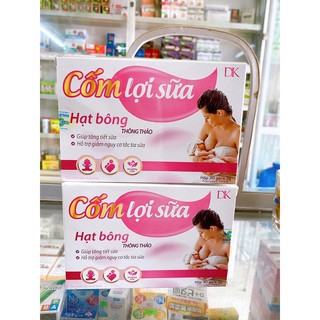 DK
Cốm lợi sữa
Hạt bông
THÔNG THẢO
• Giúp tăng tiết sữa
• Hỗ trợ giảm nguy cơ tắc tia sữa
DK
Cốm lợi sữa
Hạt bông
THÔNG THẢO
• Giúp tăng tiết sữa
• Hỗ trợ giảm nguy cơ tắc tia sữa